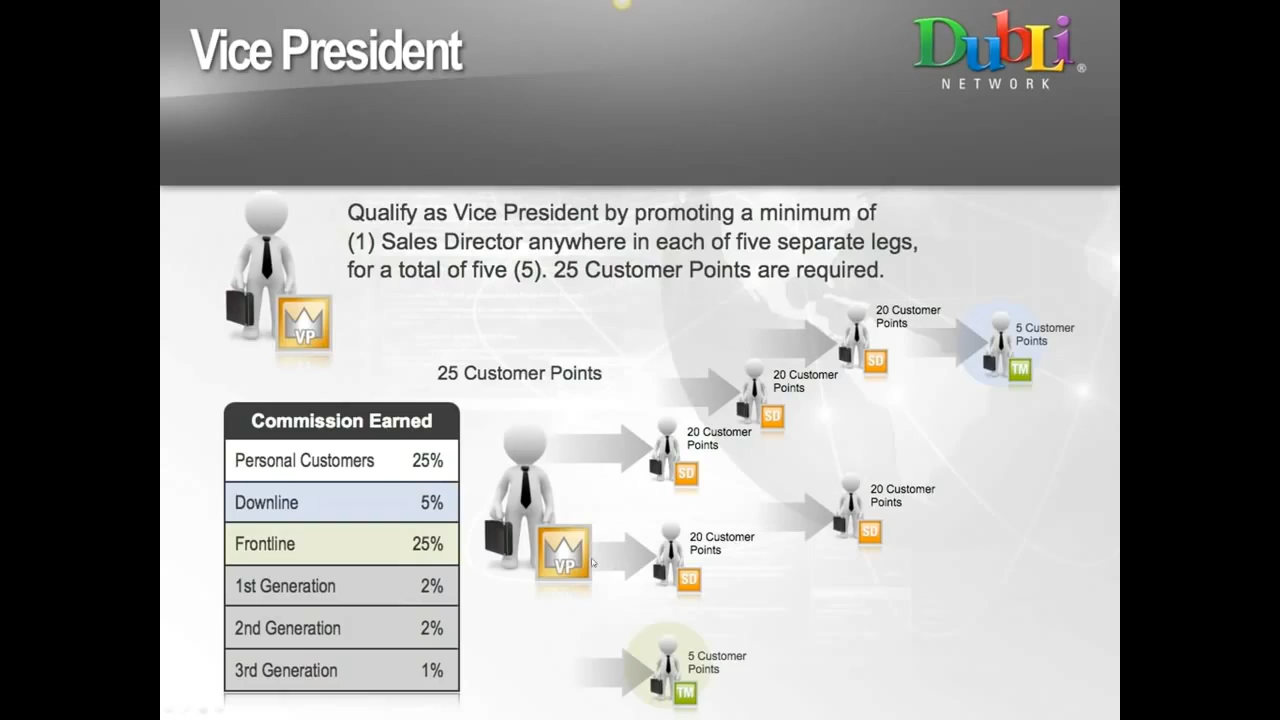 Vice President
DubLi
®
NETWORK
Qualify as Vice President by promoting a minimum of
(1) Sales Director anywhere in each of five separate legs,
for a total of five (5). 25 Customer Points are required.
VP
20 Customer
Points
SD
5 Customer
Points
TM
25 Customer Points
20 Customer
Points
SD
Commission Earned
Personal Customers 25%
Downline 5%
Frontline 25%
1st Generation 2%
2nd Generation 2%
3rd Generation 1%
VP
20 Customer
Points
SD
20 Customer
Points
SD
20 Customer
Points
SD
5 Customer
Points
TM